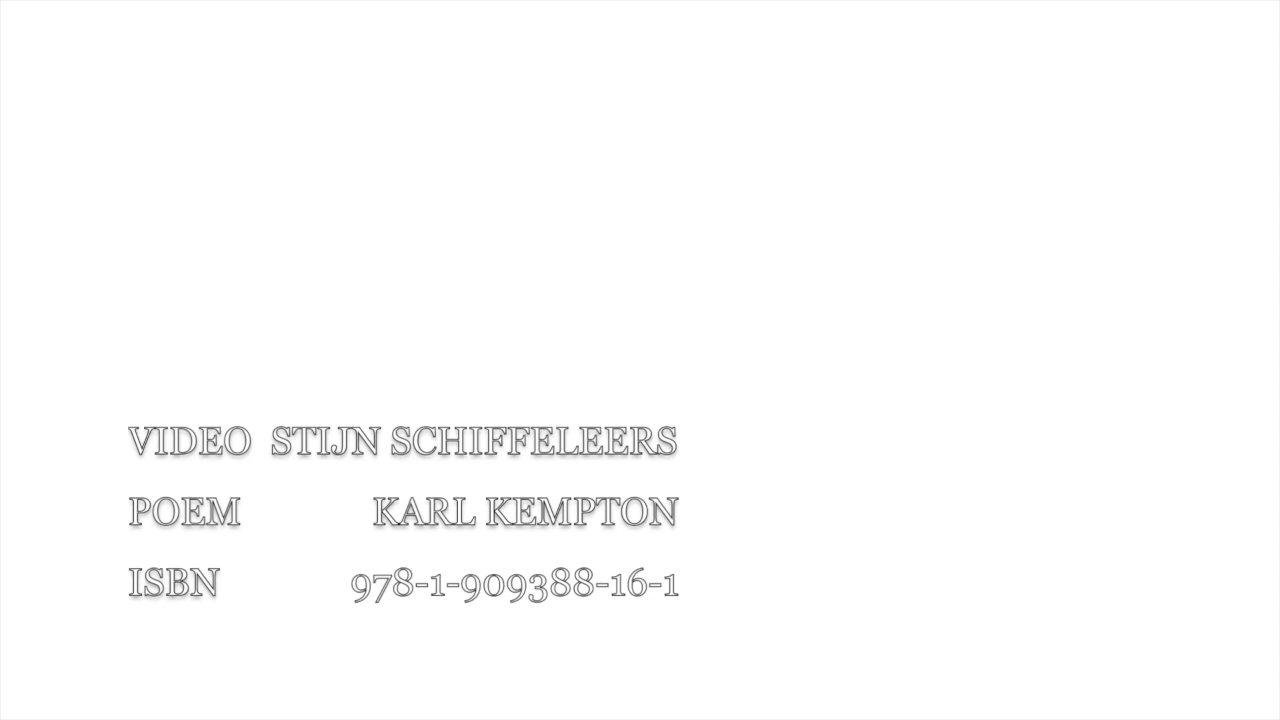 VIDEO STIJN SCHIFFELEERS
POEM KARL KEMPTON
ISBN 978-1-909388-16-1